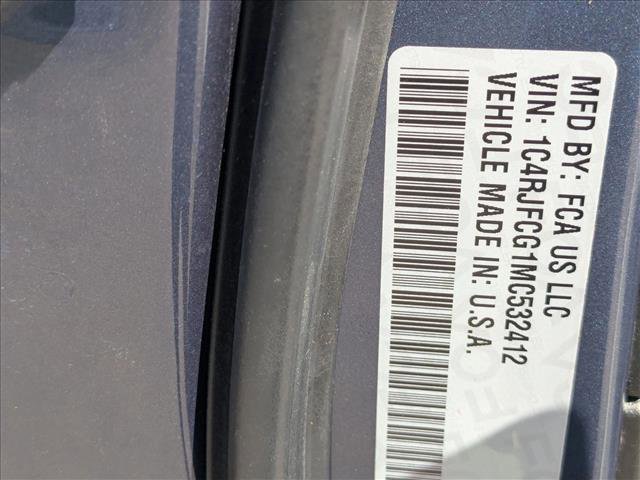 MFD BY: FCA US LLC
VIN: 1C4RJFCG1MC532412
VEHICLE MADE IN: U.S.A.